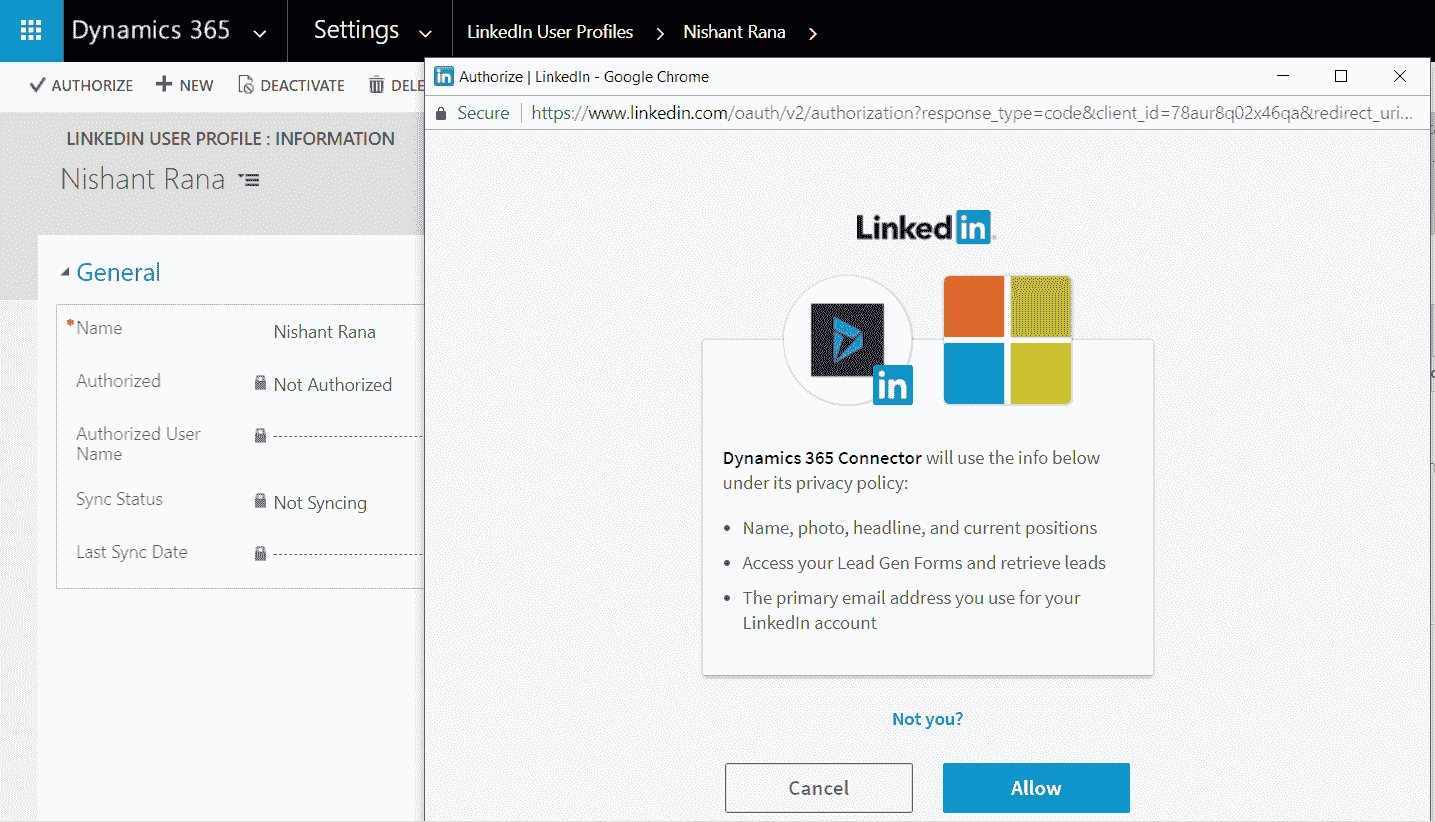 Dynamics 365 Settings LinkedIn User Profiles Nishant Rana
AUTHORIZE NEW DEACTIVATE DELE
LINKEDIN USER PROFILE : INFORMATION
Nishant Rana
General
*Name Nishant Rana
Authorized Not Authorized
Authorized User
Name
Sync Status Not Syncing
Last Sync Date
in Authorize | LinkedIn - Google Chrome
Secure https://www.linkedin.com/oauth/v2/authorization?response_type=code&client_id=78aur8q02x46qa&redirect_uri...
Linked in
in
Dynamics 365 Connector will use the info below
under its privacy policy:
• Name, photo, headline, and current positions
• Access your Lead Gen Forms and retrieve leads
• The primary email address you use for your
LinkedIn account
Not you?
Cancel Allow